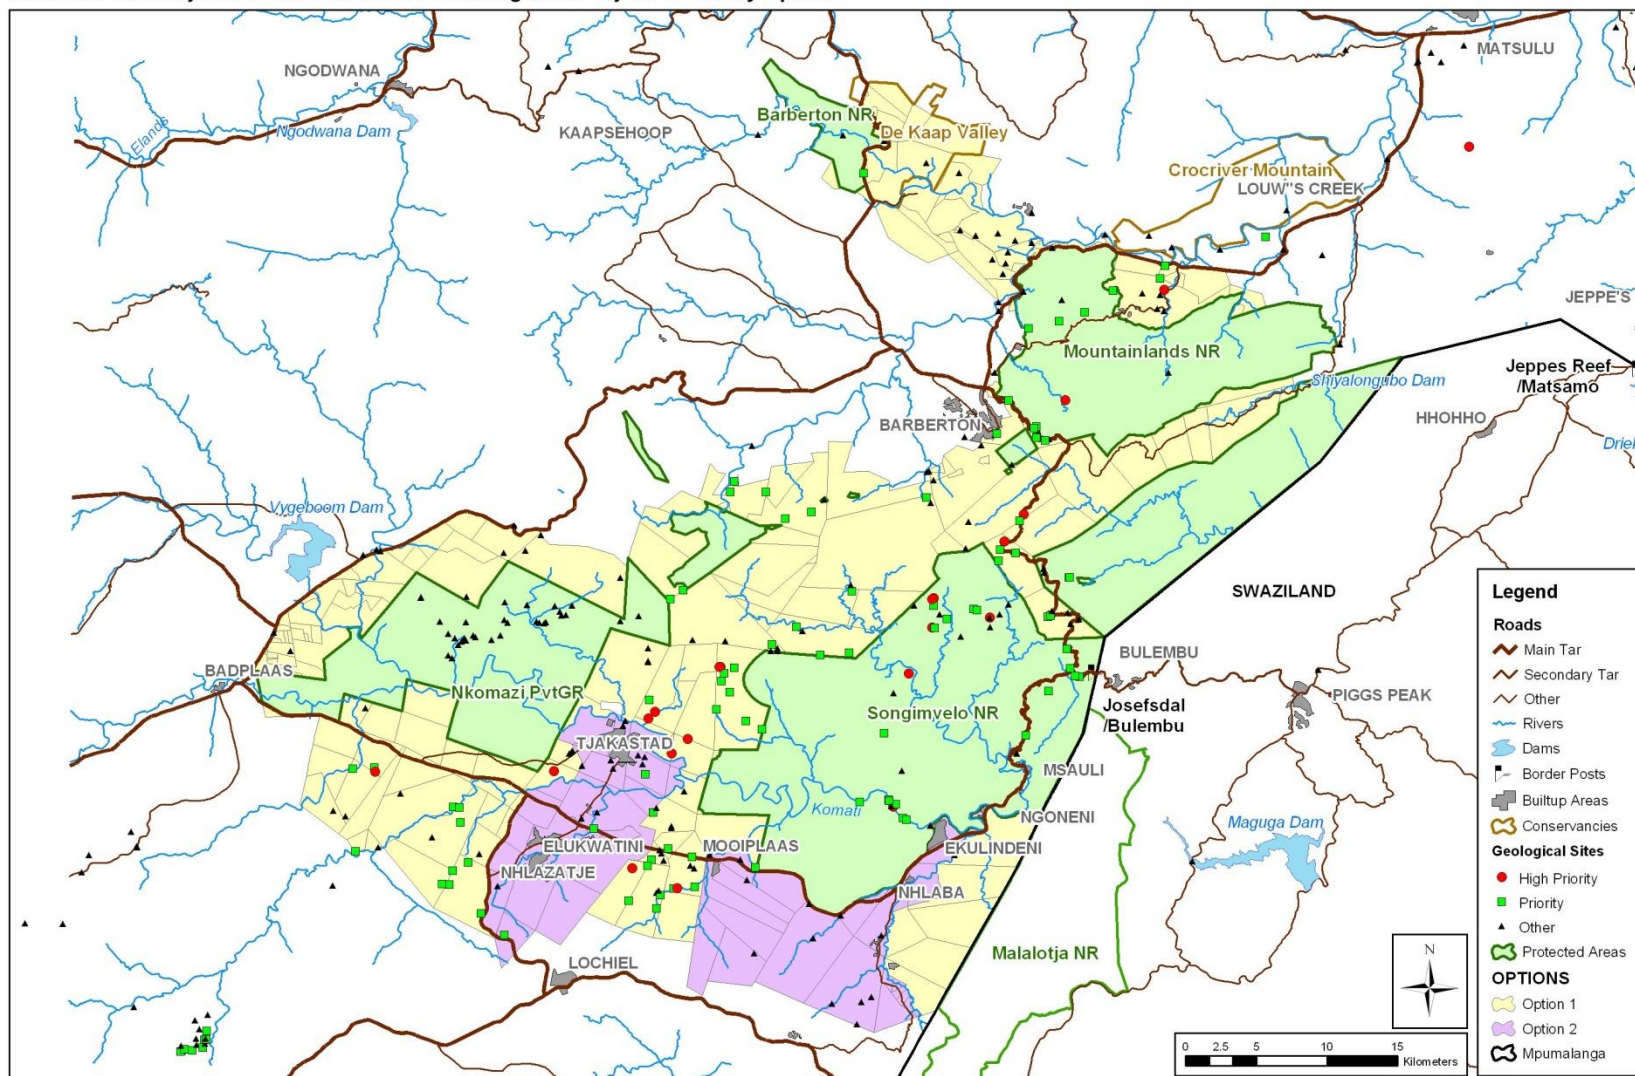 MATSULU
NGODWANA
Barberton NR
Elands
Ngodwana Dam
KAAPSEHOOP
De Kaap Valley
Crocriver Mountain
LOUW"S CREEK
JEPPE'S
Mountainlands NR
Jeppes Reef
/Matsamo
Shiyalongubo Dam
HHOHHO
BARBERTON
Vygeboom Dam
SWAZILAND
BADPLAAS
BULEMBU
Nkomazi PvtGR
PIGGS PEAK
Songimvelo NR
Josefsdal
/Bulembu
TJAKASTAD
MSAULI
Komati
NGONENI
Maguga Dam
ELUKWATINI
MOOIPLAAS
EKULINDENI
NHLAZATJE
NHLABA
Malalotja NR
LOCHIEL
Legend
Roads
Main Tar
Secondary Tar
Other
Rivers
Dams
Border Posts
Builtup Areas
Conservancies
Geological Sites
High Priority
Priority
Other
Protected Areas
OPTIONS
Option 1
Option 2
Mpumalanga
N
0 2.5 5 10 15
Kilometers